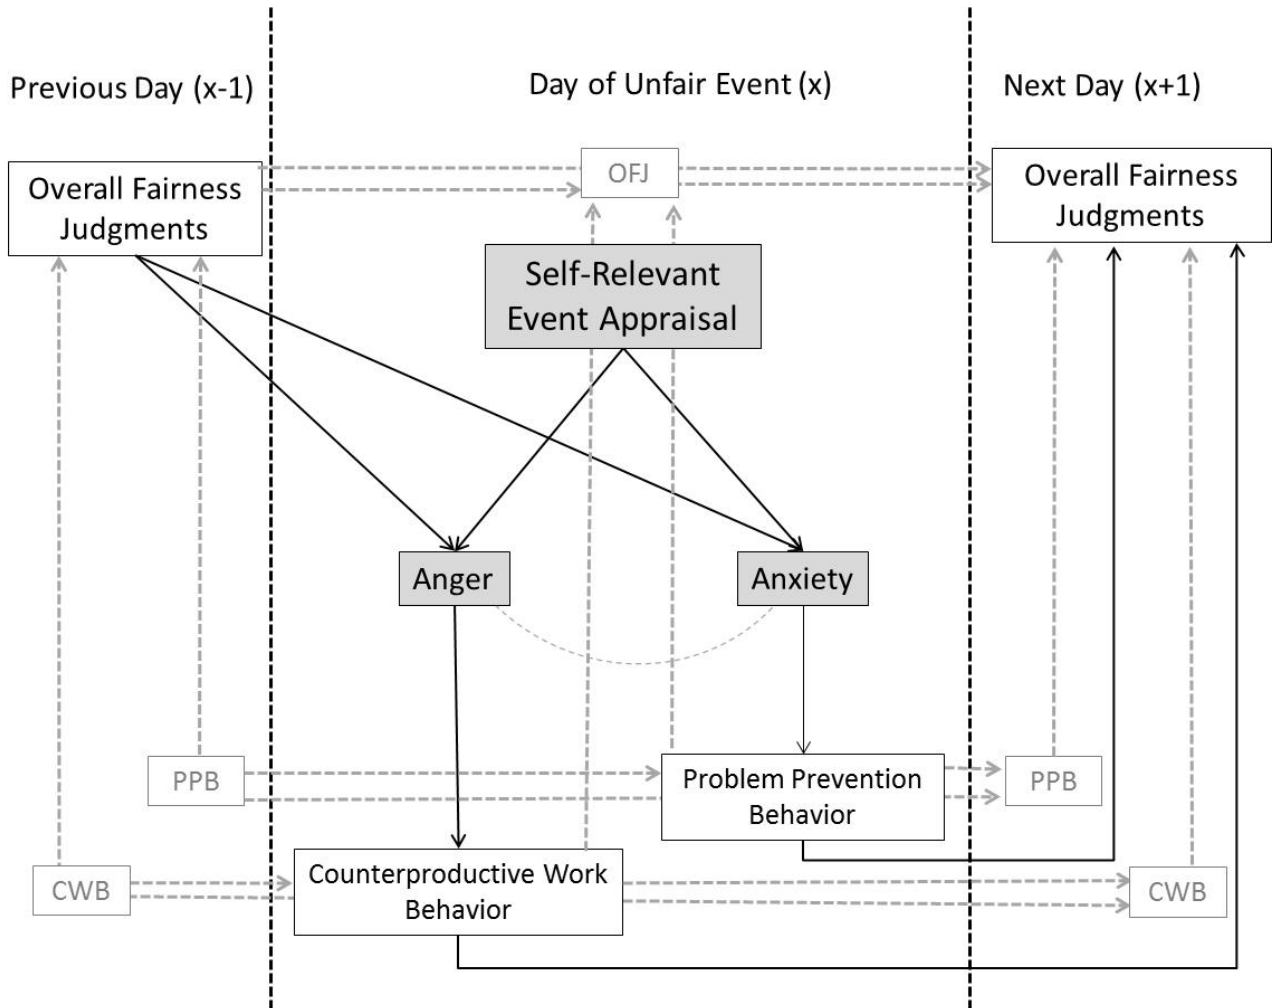 Previous Day (x-1)
Day of Unfair Event (x)
Next Day (x+1)
Overall Fairness
Judgments
OFJ
Overall Fairness
Judgments
Self-Relevant
Event Appraisal
Anger
Anxiety
PPB
Problem Prevention
Behavior
PPB
CWB
Counterproductive Work
Behavior
CWB